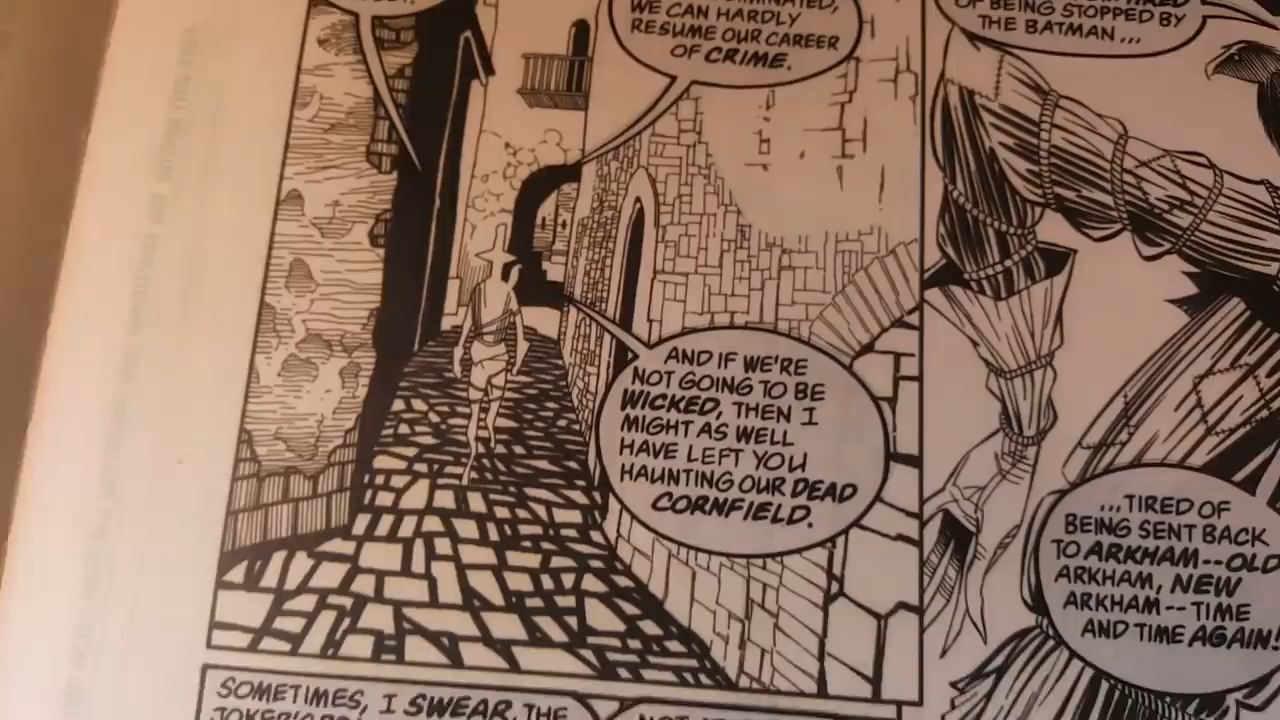 WE CAN HARDLY
RESUME OUR CAREER
OF CRIME.
AND IF WE'RE
NOT GOING TO BE
WICKED, THEN I
MIGHT AS WELL
HAVE LEFT YOU
HAUNTING OUR DEAD
CORNFIELD.
OF BEING STOPPED BY
THE BATMAN...
...TIRED OF
BEING SENT BACK
TO ARKHAM--OLD
ARKHAM, NEW
ARKHAM--TIME
AND TIME AGAIN!
SOMETIMES, I SWEAR, THE